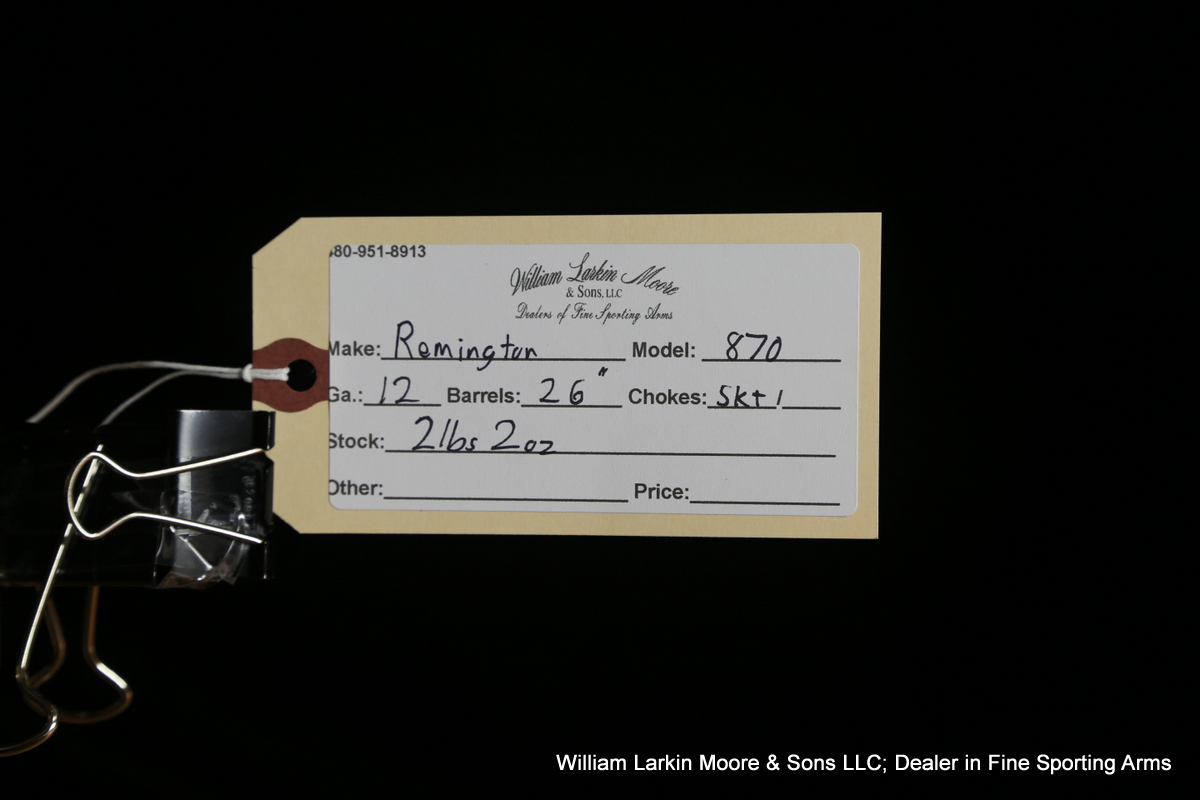 480-951-8913
William Larkin Moore
& Sons, LLC
Dealers of Fine Sporting Arms
Make: Remington Model: 870
Ga.: 12 Barrels: 26" Chokes: Skt 1
Stock: 2lbs 2oz
Other: Price:
William Larkin Moore & Sons LLC; Dealer in Fine Sporting Arms